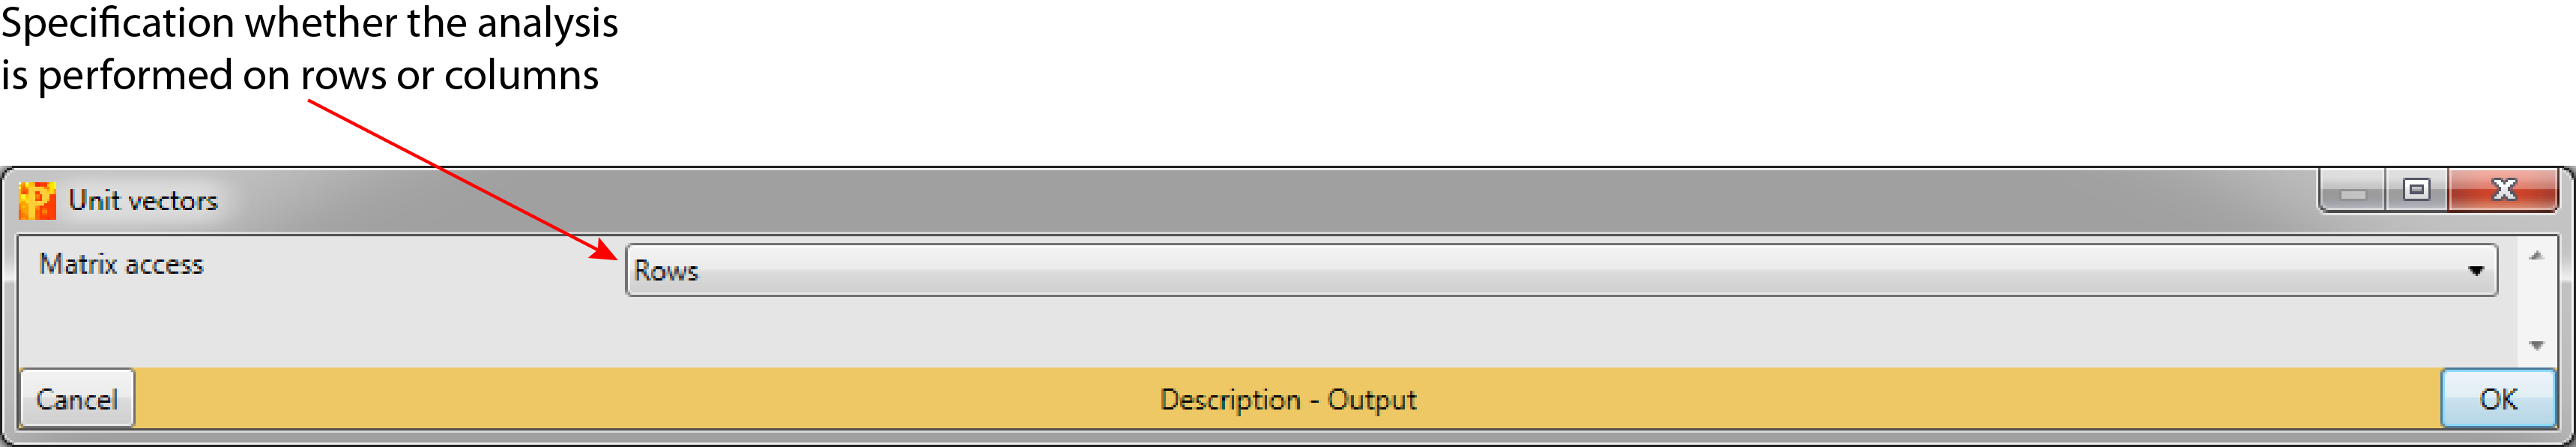 Specification whether the analysis
is performed on rows or columns
Unit vectors
Matrix access
Rows
Cancel
Description - Output
OK